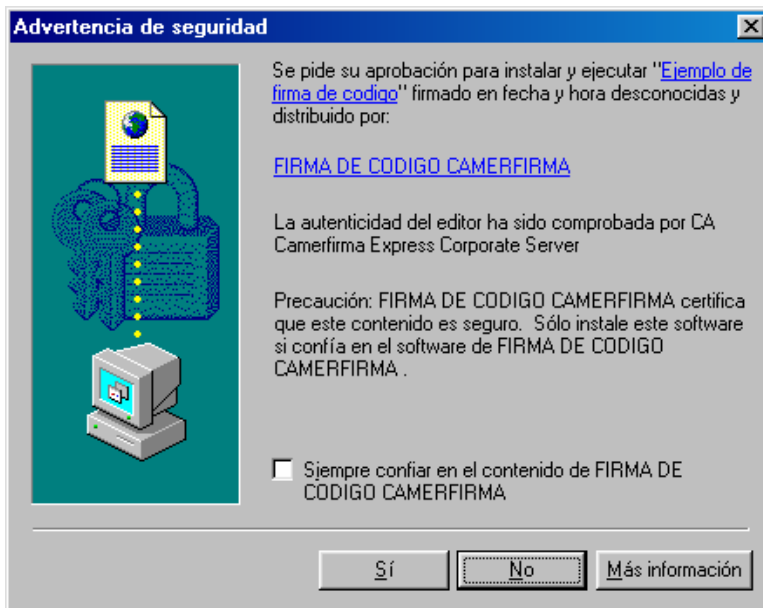 Advertencia de seguridad
Se pide su aprobación para instalar y ejecutar "Ejemplo de
firma de codigo" firmado en fecha y hora desconocidas y
distribuido por:
FIRMA DE CODIGO CAMERFIRMA
La autenticidad del editor ha sido comprobada por CA
Camerfirma Express Corporate Server
Precaución: FIRMA DE CODIGO CAMERFIRMA certifica
que este contenido es seguro. Sólo instale este software
si confía en el software de FIRMA DE CODIGO
CAMERFIRMA .
Siempre confiar en el contenido de FIRMA DE
CODIGO CAMERFIRMA
Sí No Más información